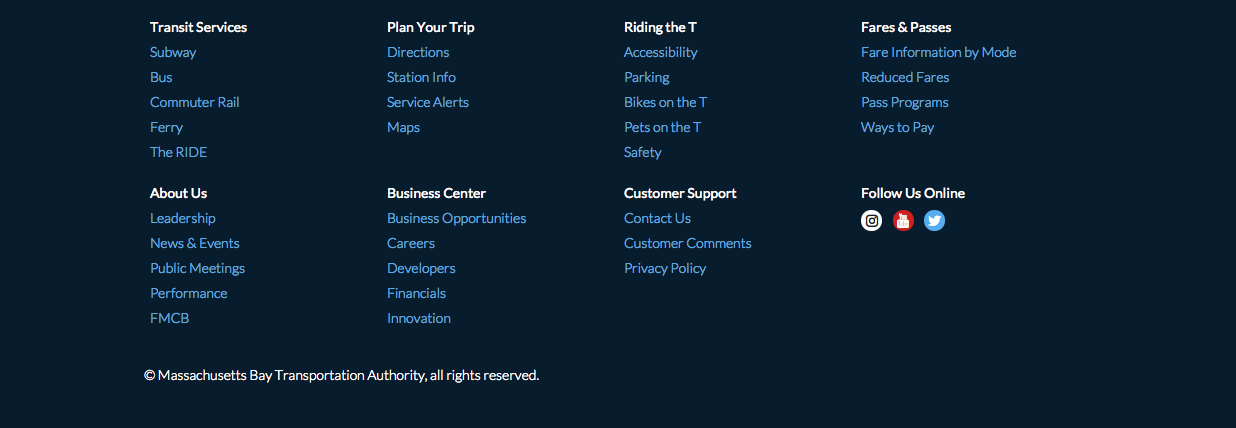 Transit Services
Subway
Bus
Commuter Rail
Ferry
The RIDE
Plan Your Trip
Directions
Station Info
Service Alerts
Maps
Riding the T
Accessibility
Parking
Bikes on the T
Pets on the T
Safety
Fares & Passes
Fare Information by Mode
Reduced Fares
Pass Programs
Ways to Pay
About Us
Leadership
News & Events
Public Meetings
Performance
FMCB
Business Center
Business Opportunities
Careers
Developers
Financials
Innovation
Customer Support
Contact Us
Customer Comments
Privacy Policy
Follow Us Online
© Massachusetts Bay Transportation Authority, all rights reserved.